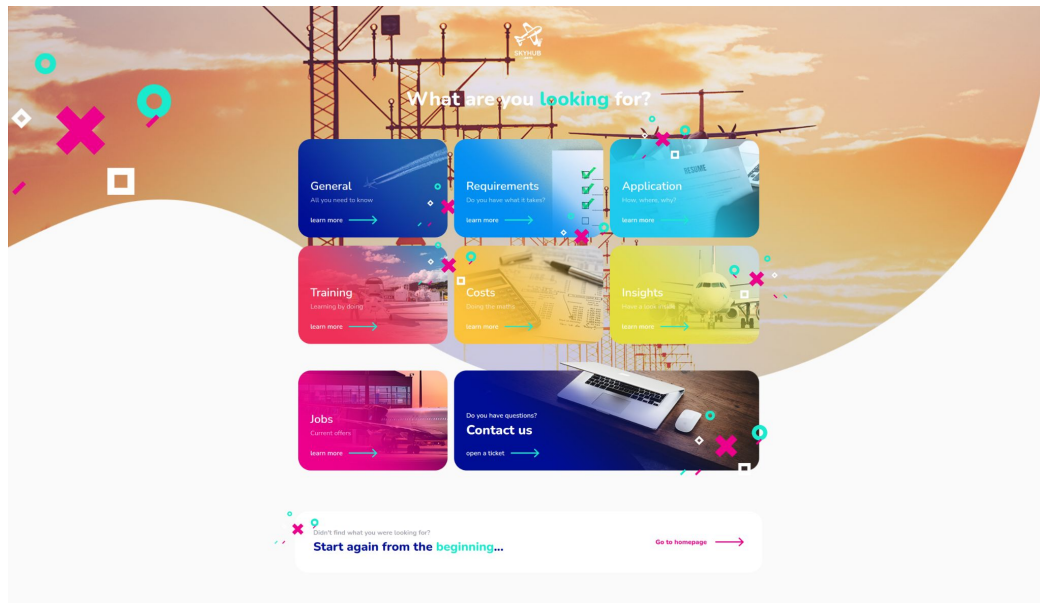 SKYHUB
What are you looking for?
General
All you need to know
learn more
Requirements
Do you have what it takes?
learn more
RESUME
Application
How, where, why?
learn more
Training
Learning by doing
learn more
Costs
Doing the maths
learn more
Insights
learn more
Jobs
Current offers
learn more
Do you have questions?
Contact us
open a ticket
Didn't find what you were looking for?
Start again from the beginning...
Go to homepage